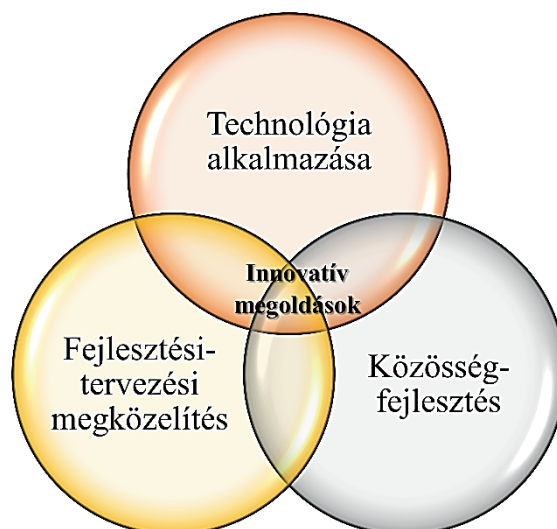 Technológia
alkalmazása
Innovatív
megoldások
Fejlesztési-
tervezési
megközelítés
Közösség-
fejlesztés